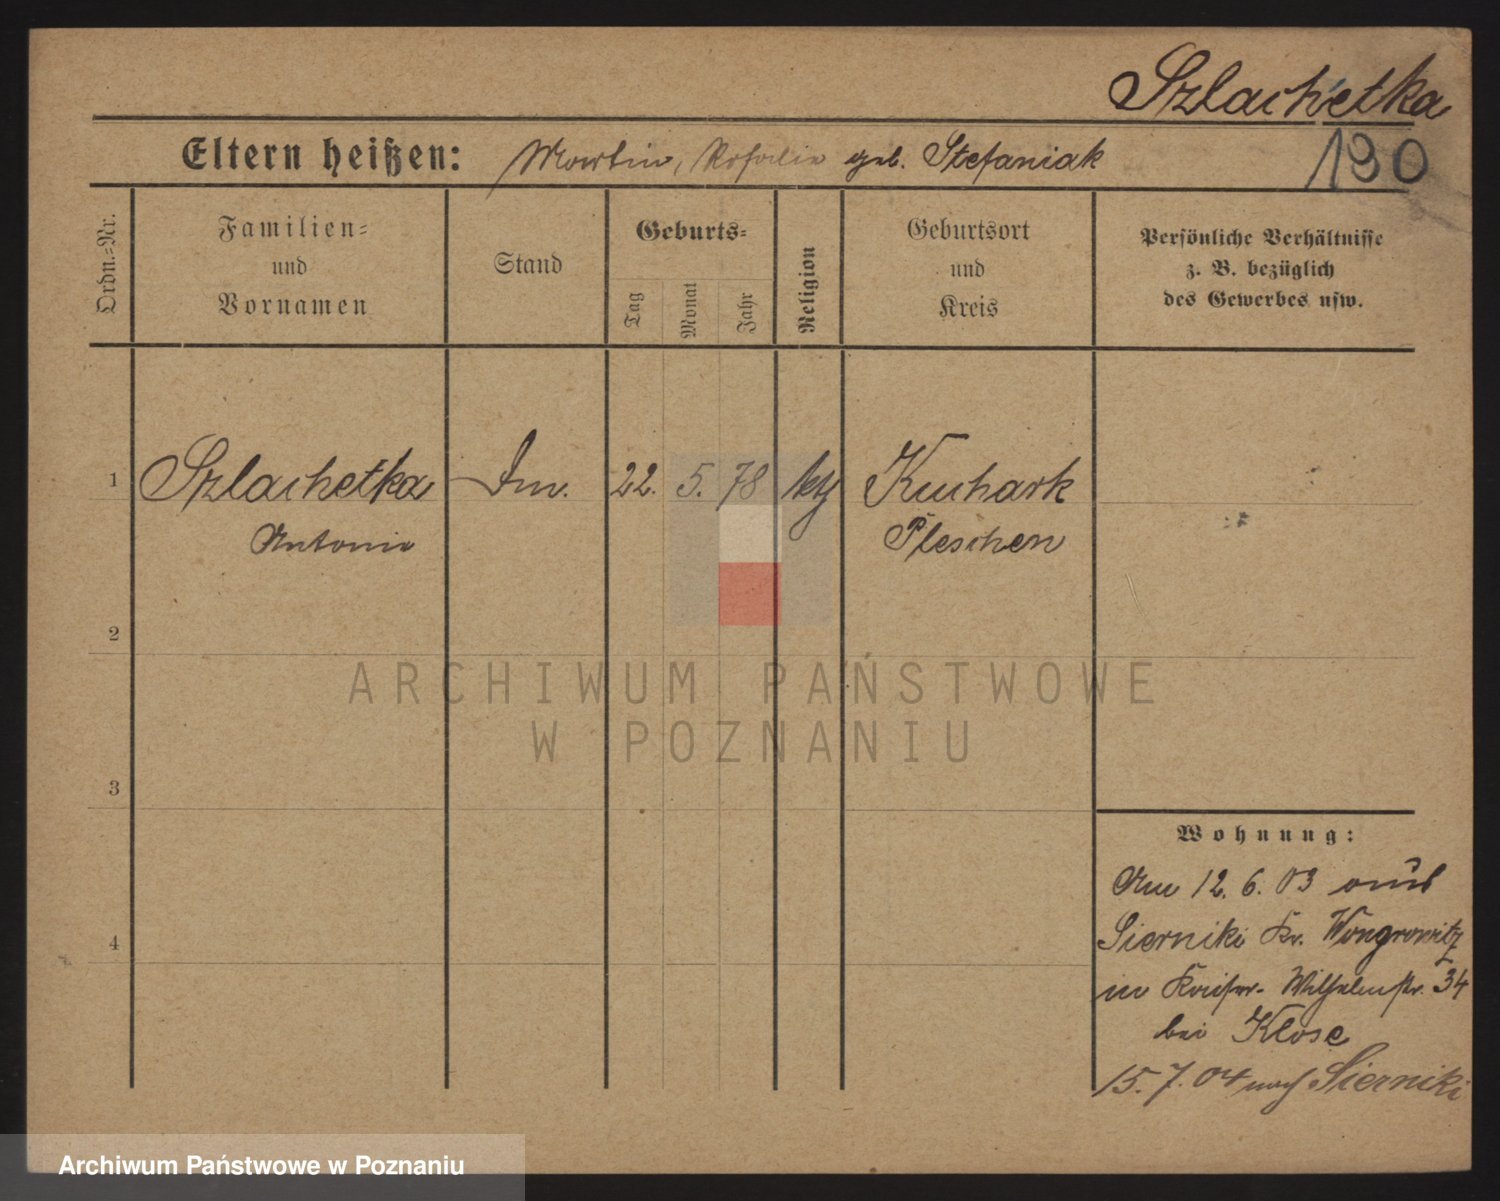 Szlachetka
190
Eltern heißen: Martin, Rosalie geb. Stefaniak
Ordn.-Nr.
Familien-
und
Vornamen
Stand
Geburts-
Tag
Monat
Jahr
Religion
Geburtsort
und
Kreis
Persönliche Verhältnisse
z. B. bezüglich
des Gewerbes usw.
1 Szlachetka 22. 5. 78 Kuchark
Antonie Pleschen
2
3
4
Wohnung:
Am 12. 6. 03 aus
Sierniki Kr. Wongrowitz
in Kaiser-Wilhelmstr. 34
bei Klose
15. 7. 04 nach Sierniki
ARCHIWUM PAŃSTWOWE
W POZNANIU
Archiwum Państwowe w Poznaniu